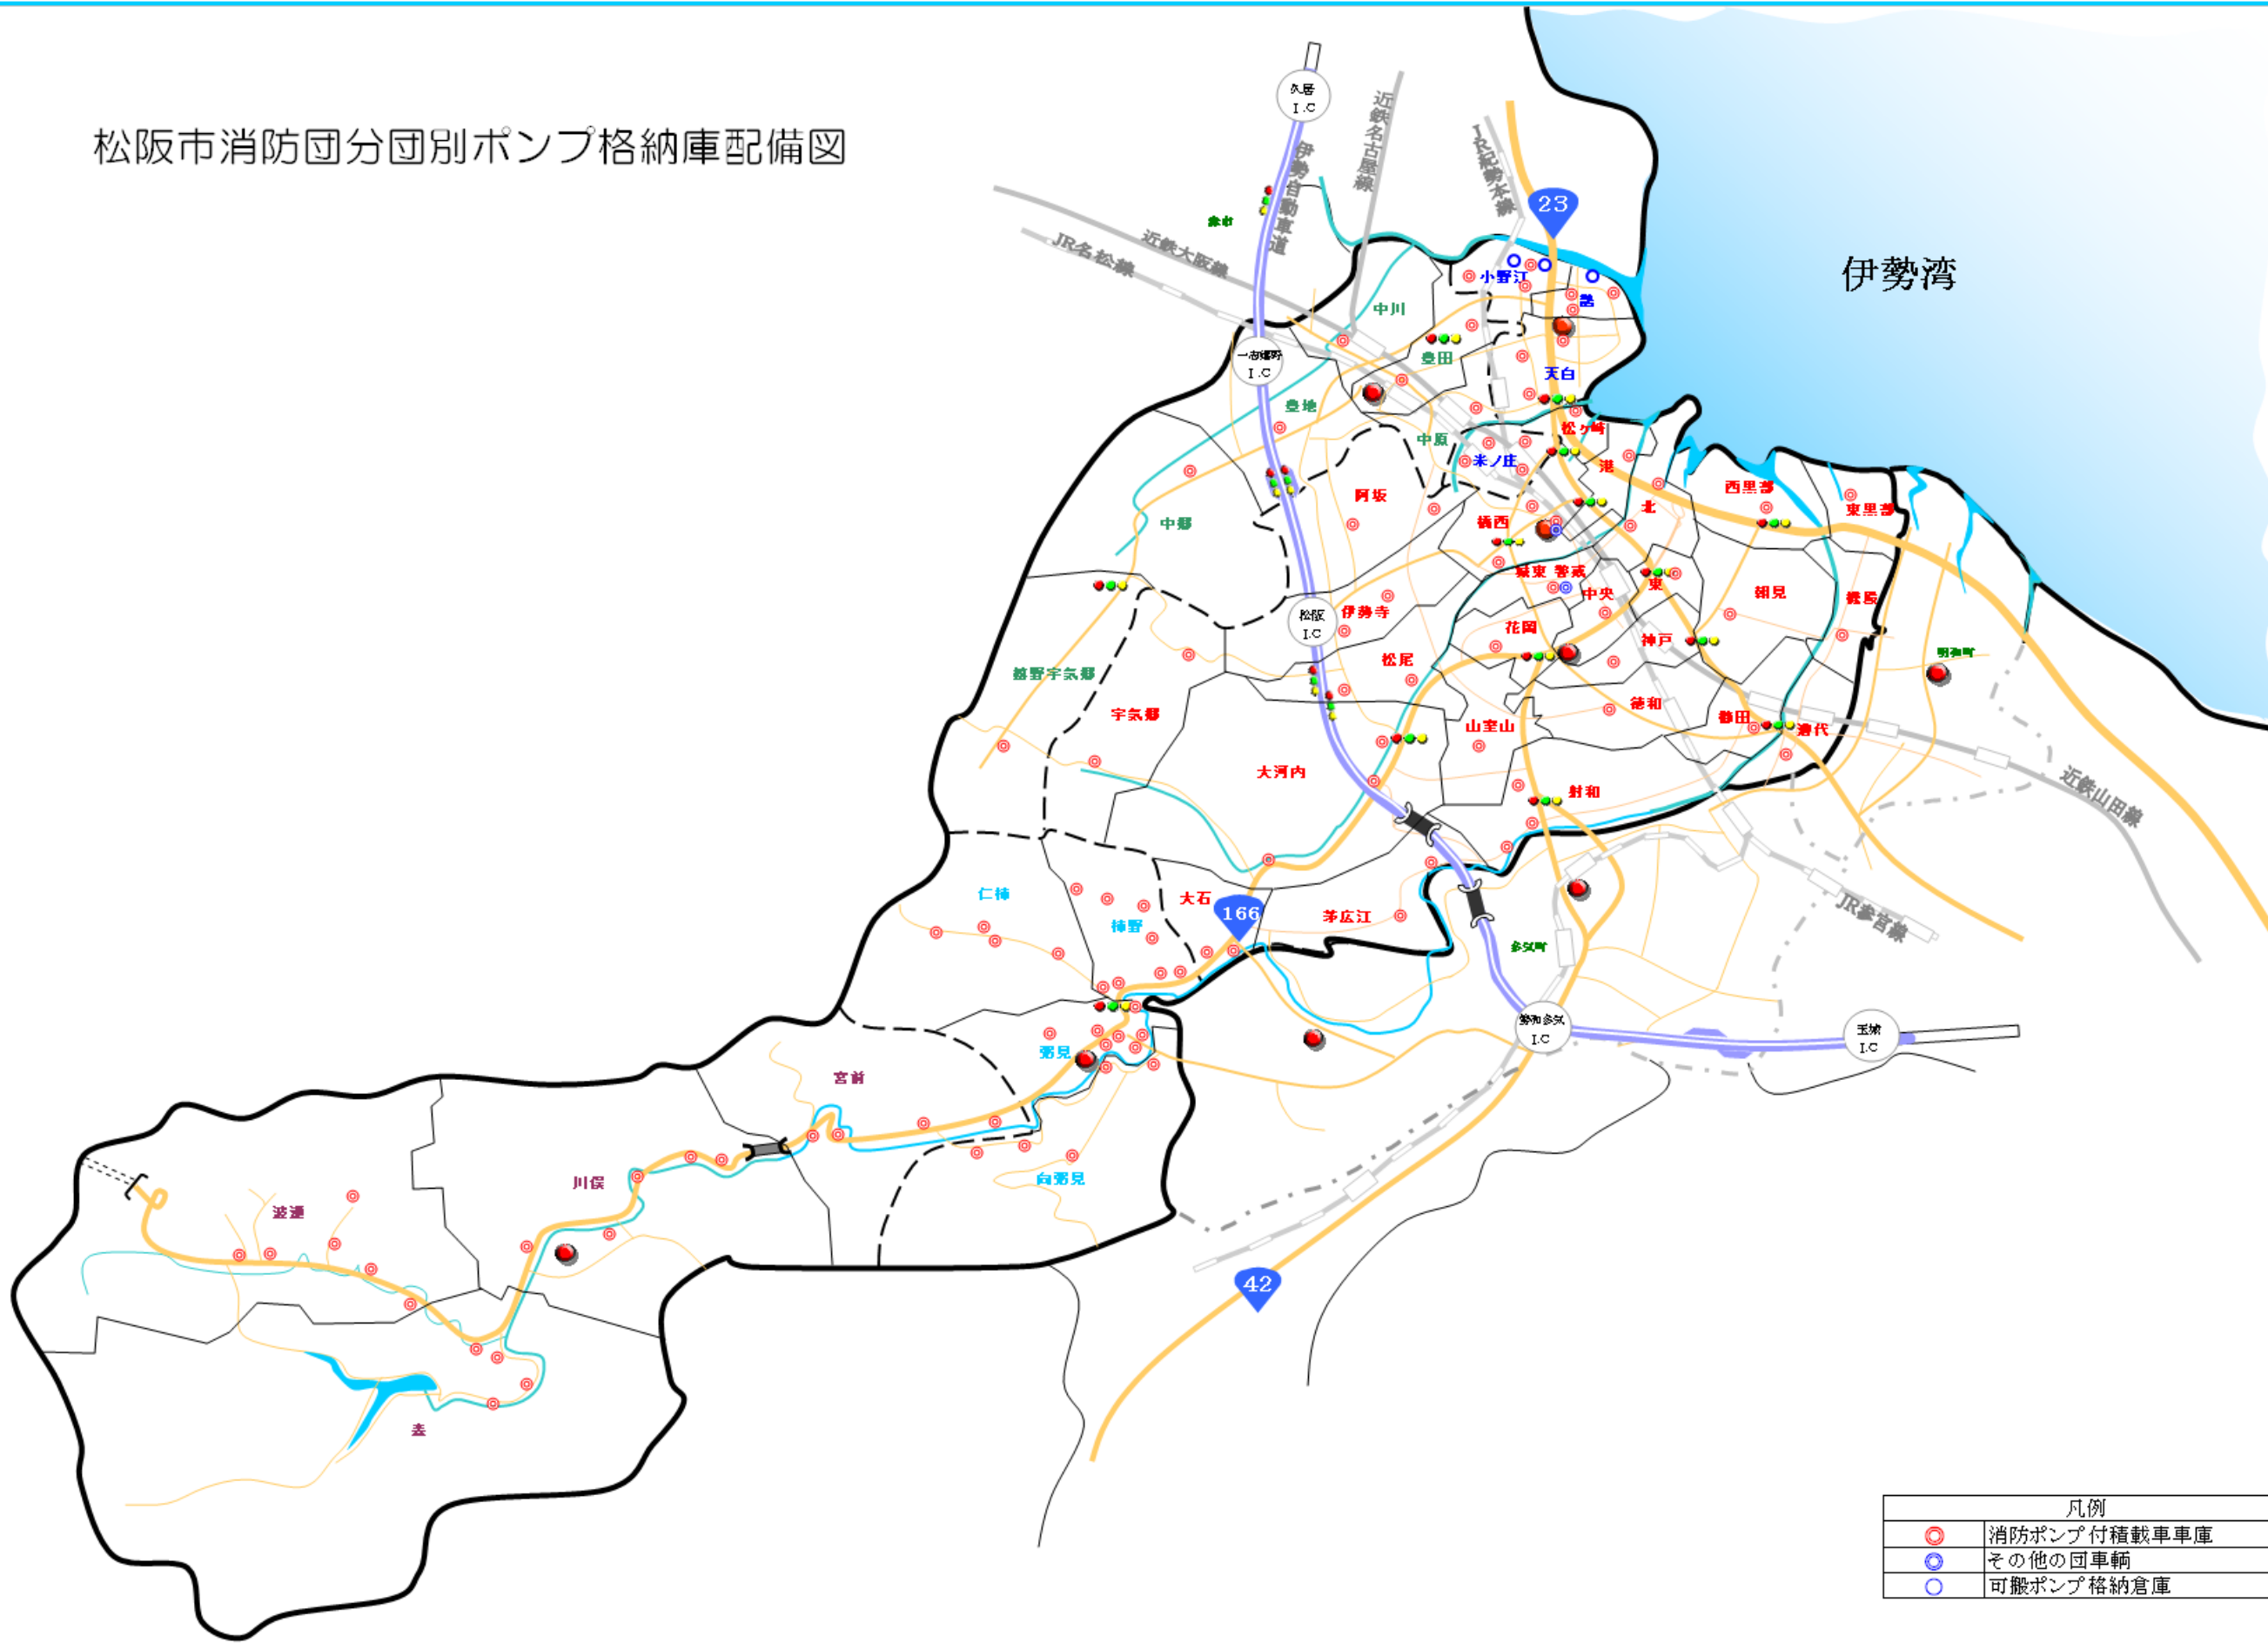 松阪市消防団分団別ポンプ格納庫配備図
久居
I.C
近鉄名古屋線
JR紀勢本線
伊勢自動車道
23
近鉄大阪線
JR名松線
伊勢湾
小野江
中川
一志嬉野
I.C
豊田
天白
豊地
松ヶ崎
中原
米ノ庄
港
阿坂
西黒部
北
東黒部
橋西
中郷
嬉東 警戒
中央
東
朝見
機殿
伊勢寺
松阪
I.C
花岡
神戸
松尾
明和町
嬉野宇気郷
宇気郷
徳和
山室山
御田
漕代
大河内
射和
近鉄山田線
仁柿
大石
柿野
166
茅広江
JR参宮線
多気町
勢和多気
I.C
玉城
I.C
粥見
宮前
向粥見
川俣
波瀬
42
凡例
消防ポンプ付積載車車庫
その他の団車輌
可搬ポンプ格納倉庫